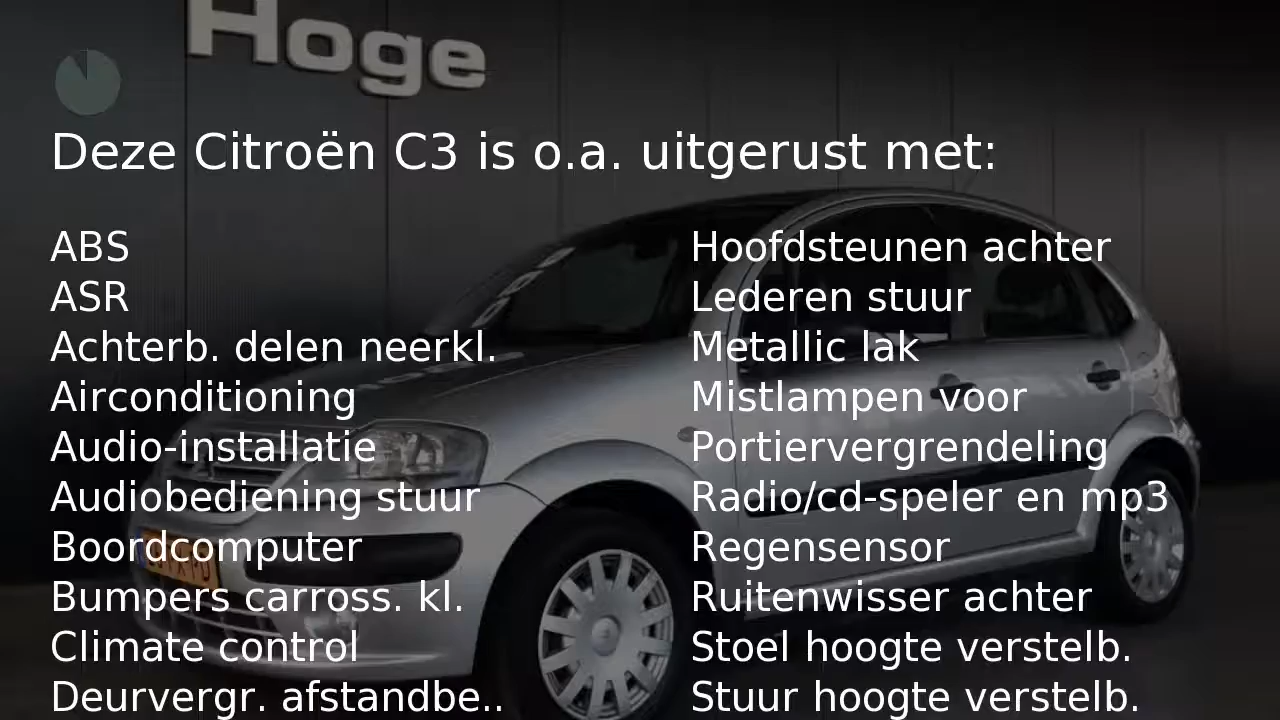 Hoge
Deze Citroën C3 is o.a. uitgerust met:
ABS
ASR
Achterb. delen neerkl.
Airconditioning
Audio-installatie
Audiobediening stuur
Boordcomputer
Bumpers carross. kl.
Climate control
Deurvergr. afstandbe..
Hoofdsteunen achter
Lederen stuur
Metallic lak
Mistlampen voor
Portiervergrendeling
Radio/cd-speler en mp3
Regensensor
Ruitenwisser achter
Stoel hoogte verstelb.
Stuur hoogte verstelb.